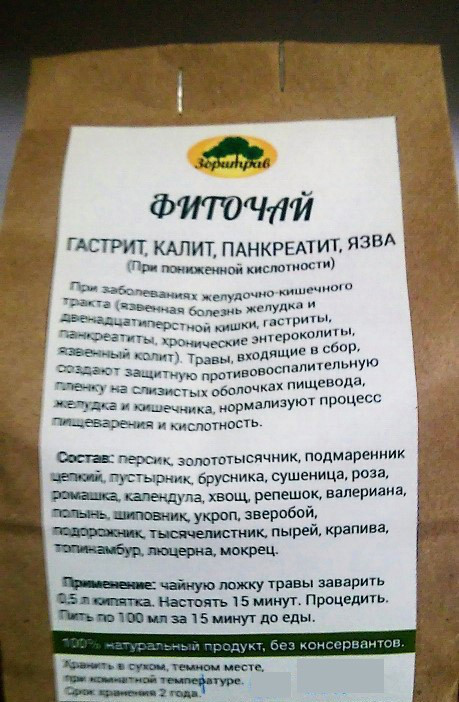 Зоритрав
ФИТОЧАЙ
ГАСТРИТ, КАЛИТ, ПАНКРЕАТИТ, ЯЗВА
(При пониженной кислотности)
При заболеваниях желудочно-кишечного
тракта (язвенная болезнь желудка и
двенадцатиперстной кишки, гастриты,
панкреатиты, хронические энтероколиты,
язвенный колит). Травы, входящие в сбор,
создают защитную противовоспалительную
пленку на слизистых оболочках пищевода,
желудка и кишечника, нормализуют процесс
пищеварения и кислотность.
Состав: персик, золототысячник, подмаренник
цепкий, пустырник, брусника, сушеница, роза,
ромашка, календула, хвощ, репешок, валериана,
полынь, шиповник, укроп, зверобой,
подорожник, тысячелистник, пырей, крапива,
топинамбур, люцерна, мокрец.
Применение: чайную ложку травы заварить
0,5 л кипятка. Настоять 15 минут. Процедить.
Пить по 100 мл за 15 минут до еды.
100% натуральный продукт, без консервантов.
Хранить в сухом, темном месте,
при комнатной температуре.
Срок хранения 2 года.